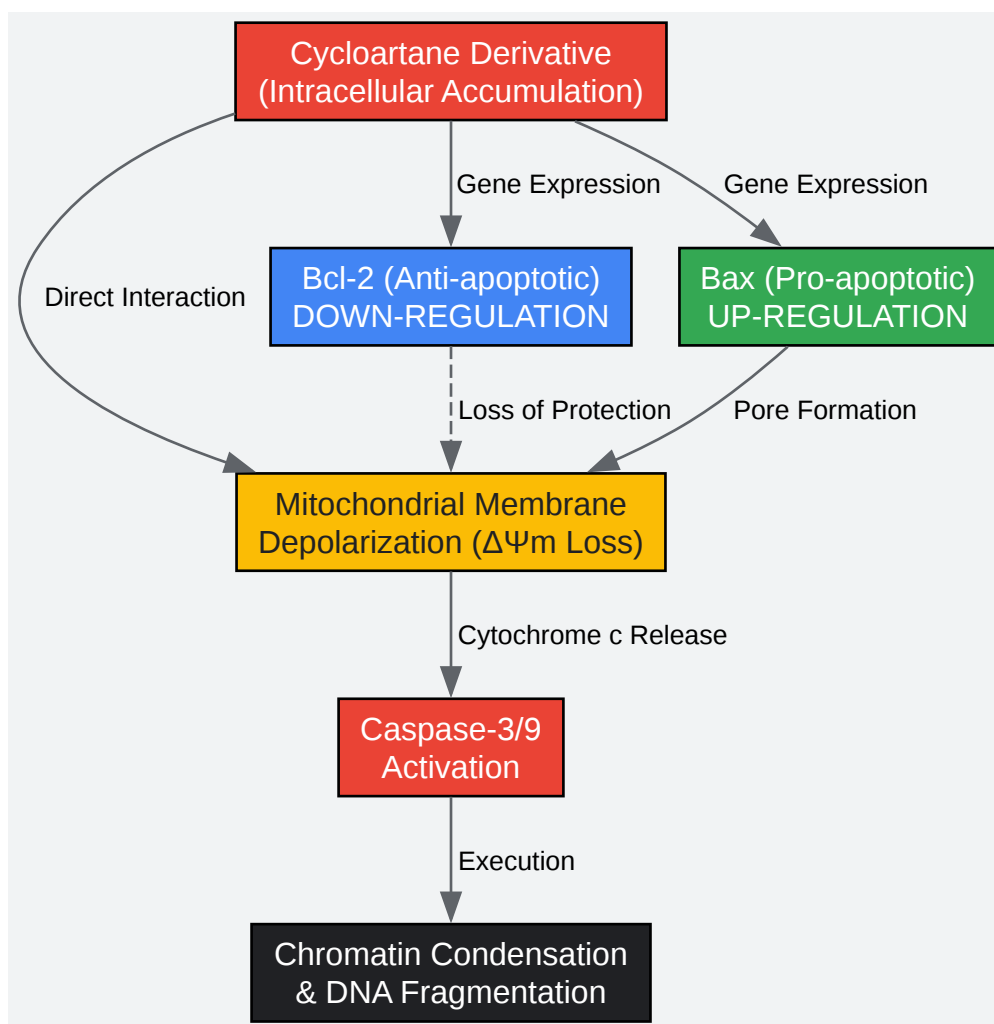 Cycloartane Derivative
(Intracellular Accumulation)
Gene Expression
Gene Expression
Direct Interaction
Bcl-2 (Anti-apoptotic)
DOWN-REGULATION
Bax (Pro-apoptotic)
UP-REGULATION
Loss of Protection
Pore Formation
Mitochondrial Membrane
Depolarization (ΔΨm Loss)
Cytochrome c Release
Caspase-3/9
Activation
Execution
Chromatin Condensation
& DNA Fragmentation